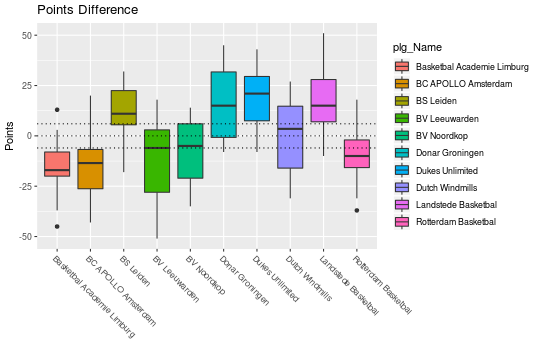 Points Difference
Points
50
25
0
-25
-50
Basketbal Academie Limburg
BC APOLLO Amsterdam
BS Leiden
BV Leeuwarden
BV Noordkop
Donar Groningen
Dukes Unlimited
Dutch Windmills
Landstede Basketbal
Rotterdam Basketbal
plg_Name
Basketbal Academie Limburg
BC APOLLO Amsterdam
BS Leiden
BV Leeuwarden
BV Noordkop
Donar Groningen
Dukes Unlimited
Dutch Windmills
Landstede Basketbal
Rotterdam Basketbal